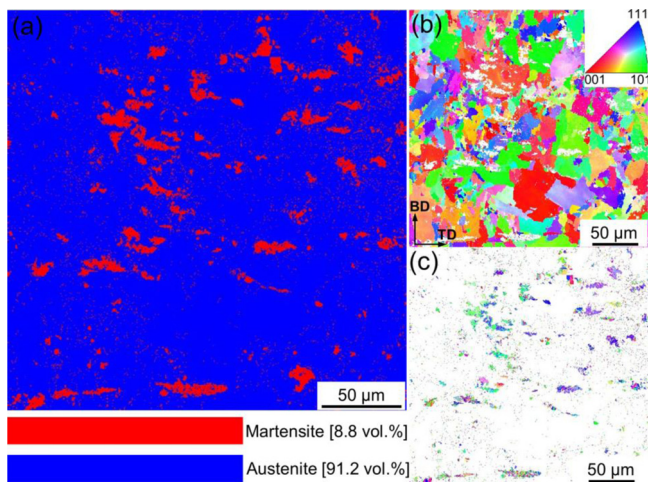 (a)
50 µm
Martensite [8.8 vol.%]
Austenite [91.2 vol.%]
(b)
111
001 101
BD
TD
50 µm
(c)
50 µm